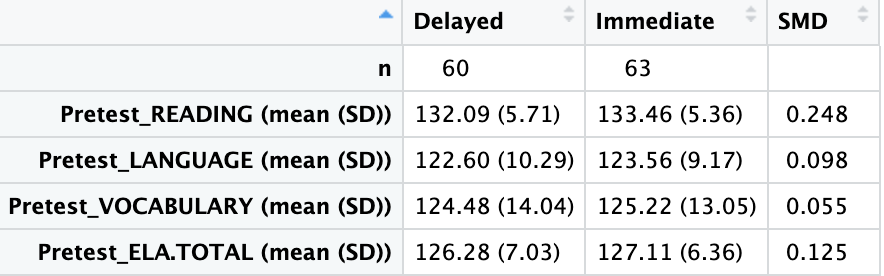 Delayed Immediate SMD
n 60 63
Pretest_READING (mean (SD)) 132.09 (5.71) 133.46 (5.36) 0.248
Pretest_LANGUAGE (mean (SD)) 122.60 (10.29) 123.56 (9.17) 0.098
Pretest_VOCABULARY (mean (SD)) 124.48 (14.04) 125.22 (13.05) 0.055
Pretest_ELA.TOTAL (mean (SD)) 126.28 (7.03) 127.11 (6.36) 0.125